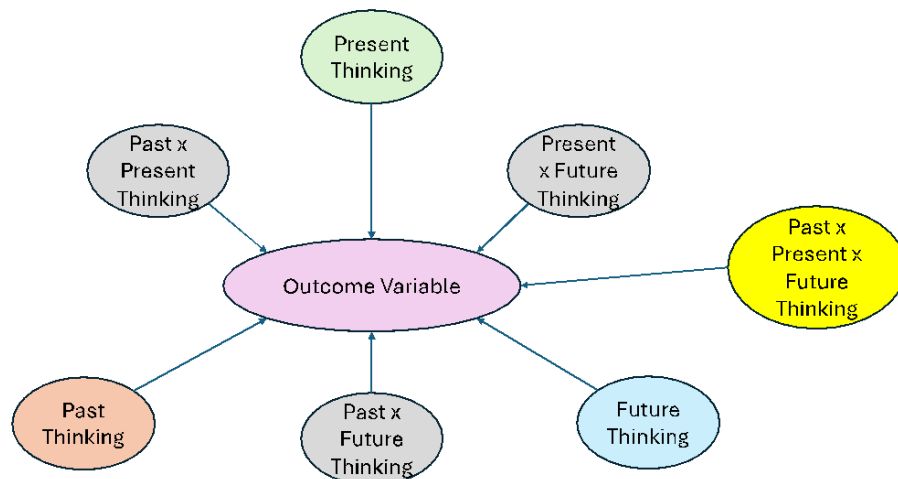 Present
Thinking
Past x
Present
Thinking
Present
x Future
Thinking
Past x
Present x
Future
Thinking
Outcome Variable
Past
Thinking
Past x
Future
Thinking
Future
Thinking